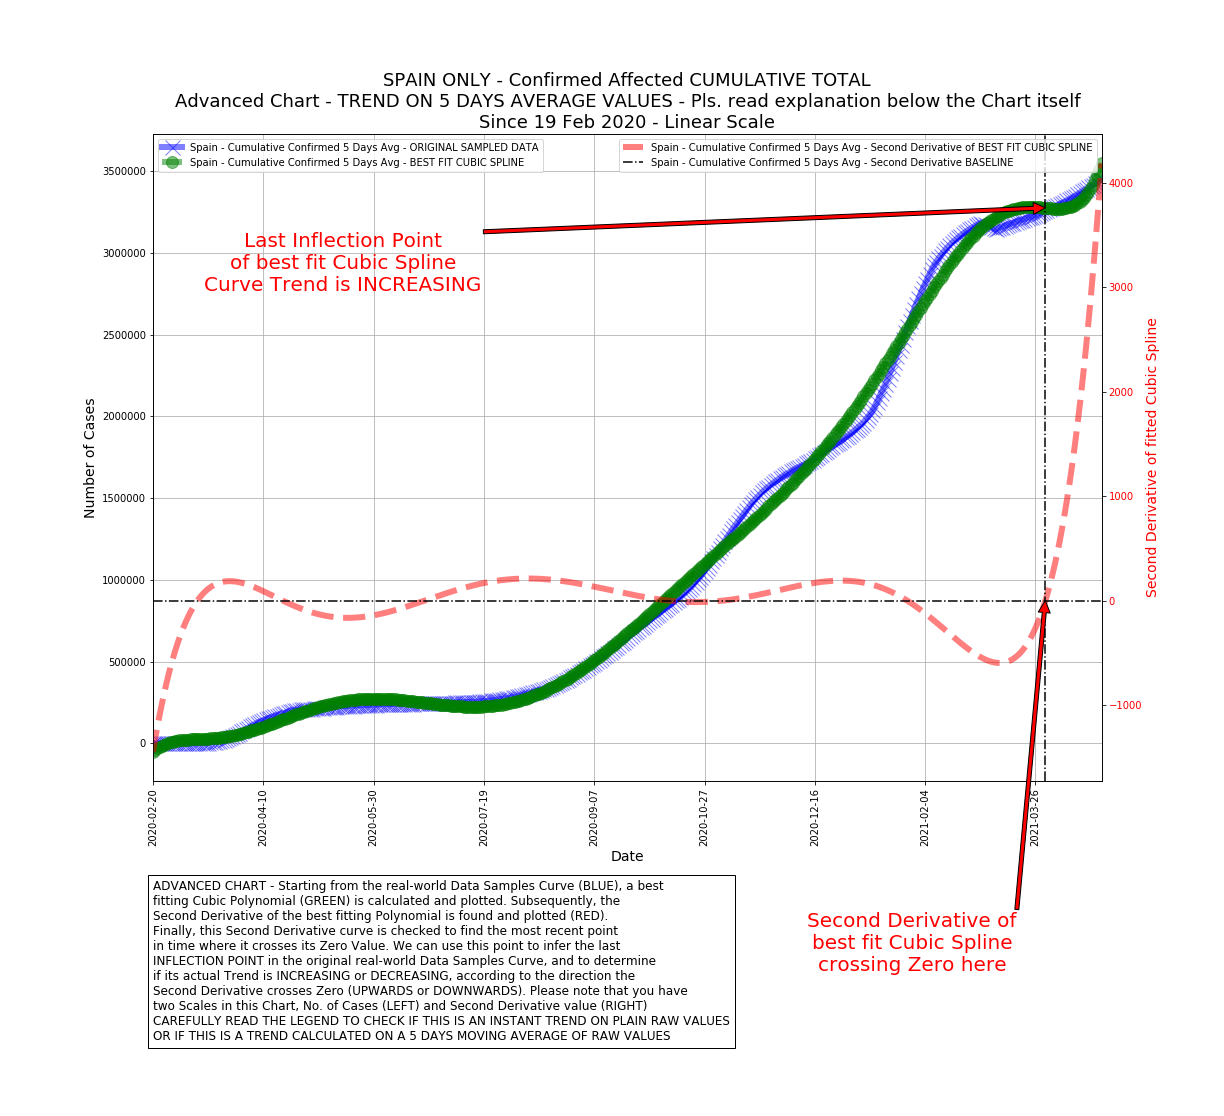 SPAIN ONLY - Confirmed Affected CUMULATIVE TOTAL
Advanced Chart - TREND ON 5 DAYS AVERAGE VALUES - Pls. read explanation below the Chart itself
Since 19 Feb 2020 - Linear Scale
Spain - Cumulative Confirmed 5 Days Avg - ORIGINAL SAMPLED DATA
Spain - Cumulative Confirmed 5 Days Avg - BEST FIT CUBIC SPLINE
Spain - Cumulative Confirmed 5 Days Avg - Second Derivative of BEST FIT CUBIC SPLINE
Spain - Cumulative Confirmed 5 Days Avg - Second Derivative BASELINE
Last Inflection Point
of best fit Cubic Spline
Curve Trend is INCREASING
Number of Cases
3500000
3000000
2500000
2000000
1500000
1000000
500000
0
4000
3000
2000
1000
0
−1000
Second Derivative of fitted Cubic Spline
2020-02-20
2020-04-10
2020-05-30
2020-07-19
2020-09-07
2020-10-27
2020-12-16
2021-02-04
2021-03-26
Date
ADVANCED CHART - Starting from the real-world Data Samples Curve (BLUE), a best
fitting Cubic Polynomial (GREEN) is calculated and plotted. Subsequently, the
Second Derivative of the best fitting Polynomial is found and plotted (RED).
Finally, this Second Derivative curve is checked to find the most recent point
in time where it crosses its Zero Value. We can use this point to infer the last
INFLECTION POINT in the original real-world Data Samples Curve, and to determine
if its actual Trend is INCREASING or DECREASING, according to the direction the
Second Derivative crosses Zero (UPWARDS or DOWNWARDS). Please note that you have
two Scales in this Chart, No. of Cases (LEFT) and Second Derivative value (RIGHT)
CAREFULLY READ THE LEGEND TO CHECK IF THIS IS AN INSTANT TREND ON PLAIN RAW VALUES
OR IF THIS IS A TREND CALCULATED ON A 5 DAYS MOVING AVERAGE OF RAW VALUES
Second Derivative of
best fit Cubic Spline
crossing Zero here